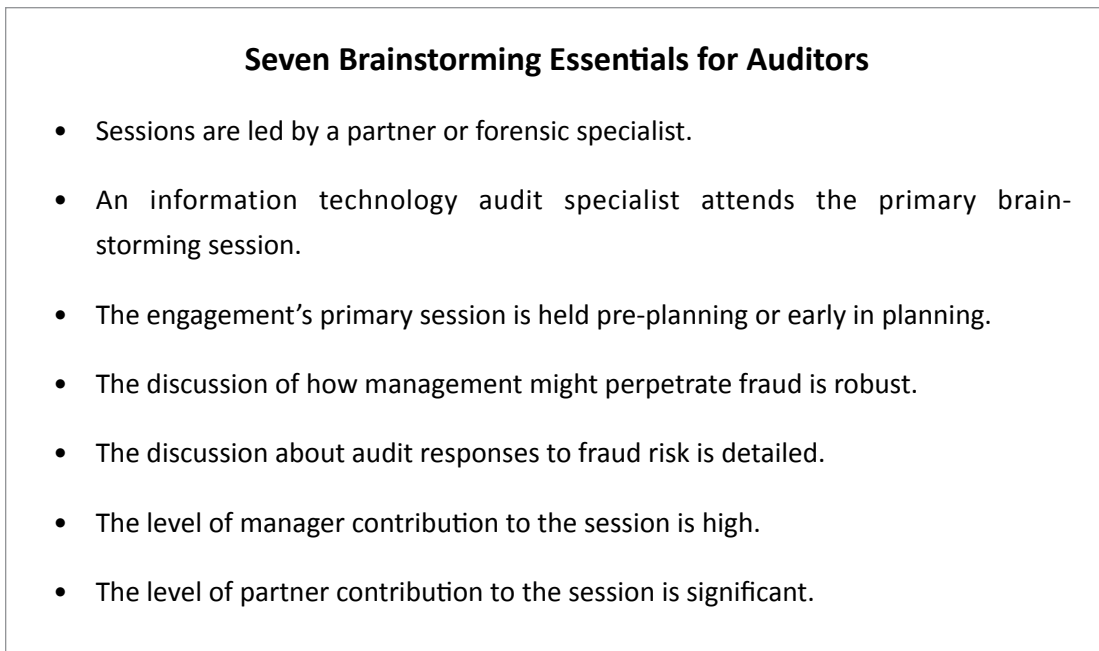 Seven Brainstorming Essentials for Auditors
• Sessions are led by a partner or forensic specialist.
• An information technology audit specialist attends the primary brain-
storming session.
• The engagement’s primary session is held pre-planning or early in planning.
• The discussion of how management might perpetrate fraud is robust.
• The discussion about audit responses to fraud risk is detailed.
• The level of manager contribution to the session is high.
• The level of partner contribution to the session is significant.